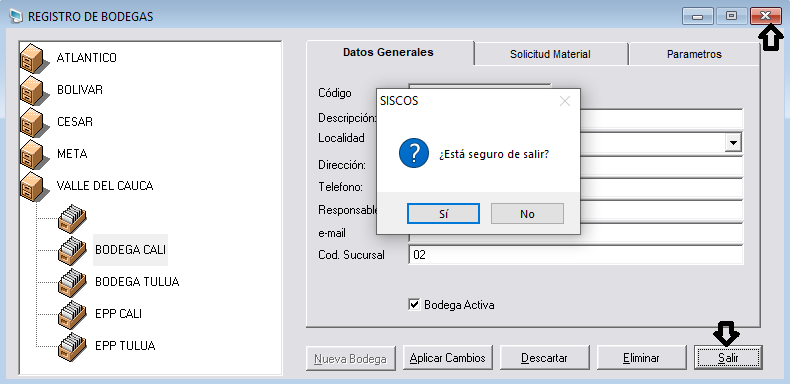 REGISTRO DE BODEGAS
ATLANTICO
BOLIVAR
CESAR
META
VALLE DEL CAUCA
BODEGA CALI
BODEGA TULUA
EPP CALI
EPP TULUA
Datos Generales
Solicitud Material
Parametros
Código
Descripción:
Localidad
Dirección:
Telefono:
Responsable
e-mail
Cod. Sucursal
02
Bodega Activa
SISCOS
¿Está seguro de salir?
Sí
No
Nueva Bodega
Aplicar Cambios
Descartar
Eliminar
Salir